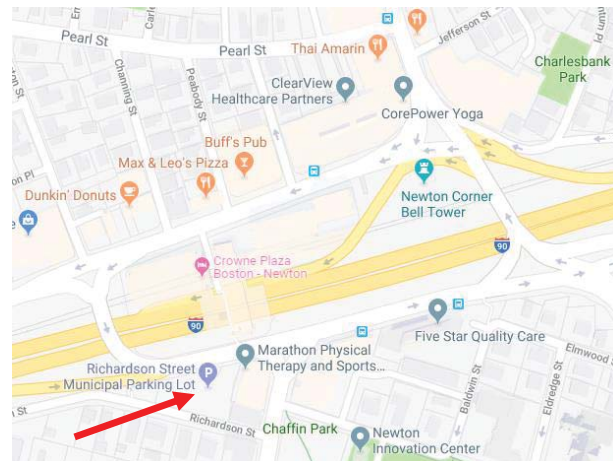 Pearl St
Pearl St
Thai Amarin
Jefferson St
Charlesbank
Park
Channing St
Peabody St
ClearView
Healthcare Partners
CorePower Yoga
Buff's Pub
Max & Leo's Pizza
Dunkin' Donuts
Newton Corner
Bell Tower
Crowne Plaza
Boston - Newton
90
90
Five Star Quality Care
Elmwood S
Marathon Physical
Therapy and Sports...
Richardson Street
Municipal Parking Lot
P
Baldwin St
Eldredge St
Richardson St
Chaffin Park
Newton
Innovation Center